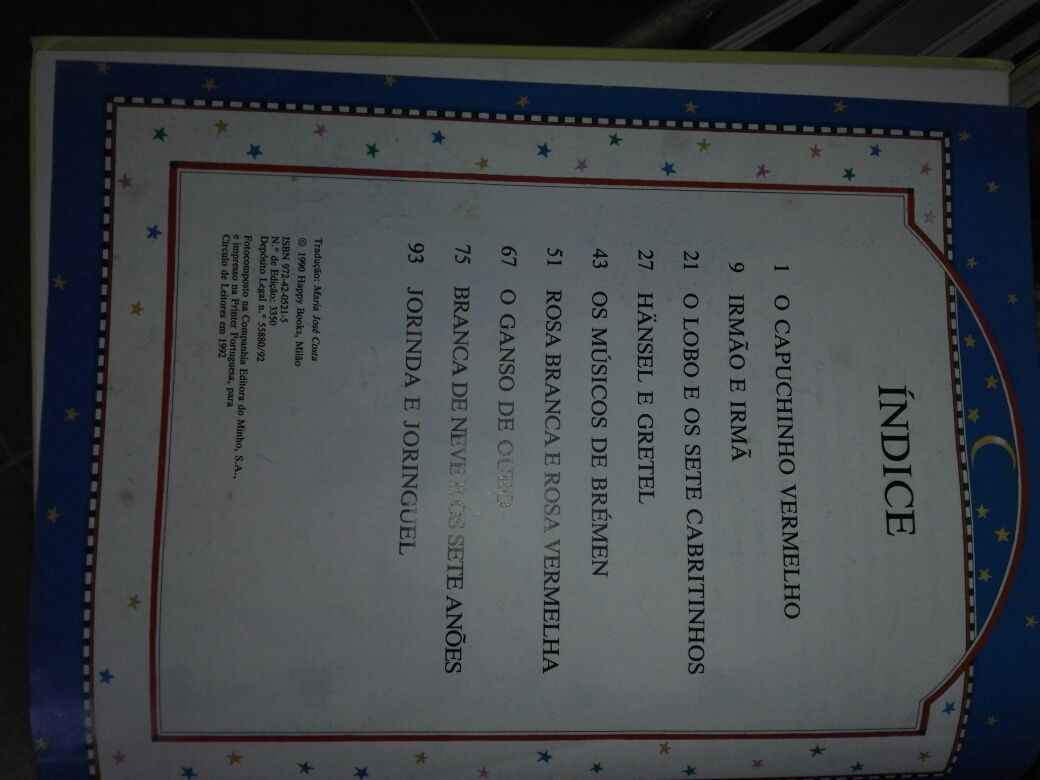 ÍNDICE
1 O CAPUCHINHO VERMELHO
9 IRMÃO E IRMÃ
21 O LOBO E OS SETE CABRITINHOS
27 HÄNSEL E GRETEL
43 OS MÚSICOS DE BRÉMEN
51 ROSA BRANCA E ROSA VERMELHA
67 O GANSO DE OURO
75 BRANCA DE NEVE E OS SETE ANÕES
93 JORINDA E JORINGUEL
Tradução: Maria José Costa
© 1990 Happy Books, Milão
ISBN 972-42-0521-5
N.º de Edição: 3350
Depósito Legal n.º 55880/92
Fotocomposto na Companhia Editora do Minho, S.A.,
e impresso na Printer Portuguesa, para
Círculo de Leitores em 1992